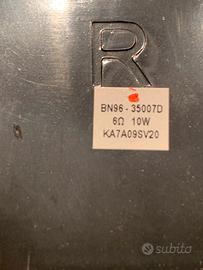 R
BN96 - 35007D
6Ω 10W
KA7A09SV20
subito